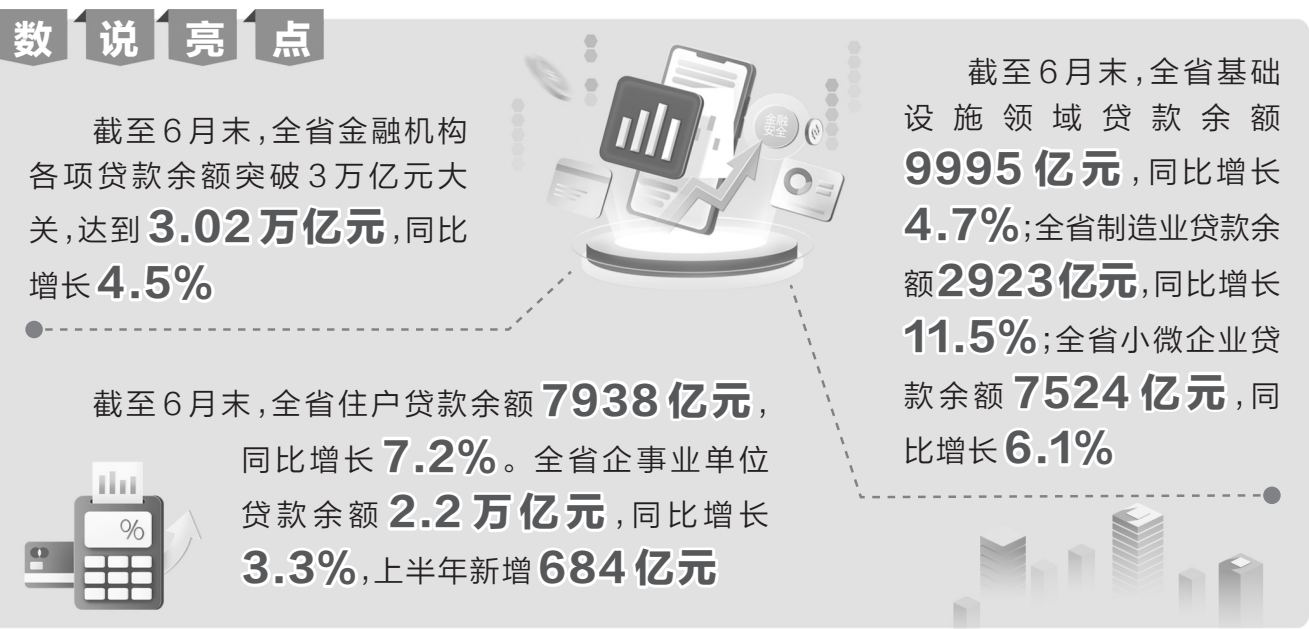 数说亮点
截至6月末,全省金融机构
各项贷款余额突破3万亿元大
关,达到3.02万亿元,同比
增长4.5%
金融
安全
截至6月末,全省基础
设施领域贷款余额
9995亿元,同比增长
4.7%;全省制造业贷款余
额2923亿元,同比增长
11.5%;全省小微企业贷
款余额7524亿元,同
比增长6.1%
截至6月末,全省住户贷款余额7938亿元,
同比增长7.2%。全省企事业单位
贷款余额2.2万亿元,同比增长
3.3%,上半年新增684亿元
%